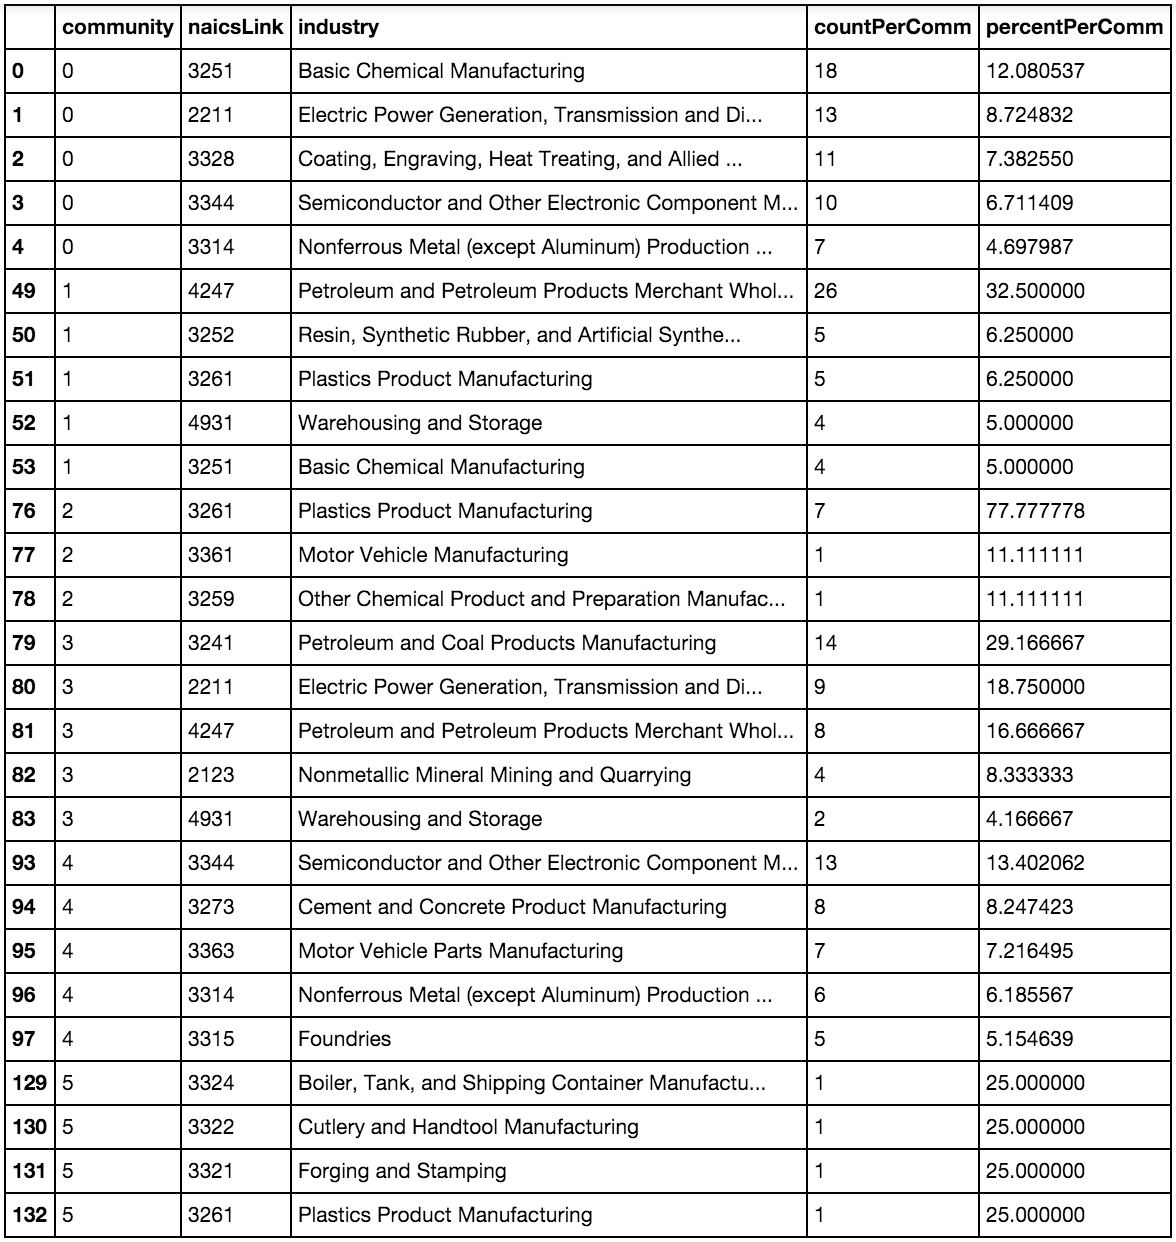 community naicsLink industry countPerComm percentPerComm
0 0 3251 Basic Chemical Manufacturing 18 12.080537
1 0 2211 Electric Power Generation, Transmission and Di... 13 8.724832
2 0 3328 Coating, Engraving, Heat Treating, and Allied ... 11 7.382550
3 0 3344 Semiconductor and Other Electronic Component M... 10 6.711409
4 0 3314 Nonferrous Metal (except Aluminum) Production ... 7 4.697987
49 1 4247 Petroleum and Petroleum Products Merchant Whol... 26 32.500000
50 1 3252 Resin, Synthetic Rubber, and Artificial Synthe... 5 6.250000
51 1 3261 Plastics Product Manufacturing 5 6.250000
52 1 4931 Warehousing and Storage 4 5.000000
53 1 3251 Basic Chemical Manufacturing 4 5.000000
76 2 3261 Plastics Product Manufacturing 7 77.777778
77 2 3361 Motor Vehicle Manufacturing 1 11.111111
78 2 3259 Other Chemical Product and Preparation Manufac... 1 11.111111
79 3 3241 Petroleum and Coal Products Manufacturing 14 29.166667
80 3 2211 Electric Power Generation, Transmission and Di... 9 18.750000
81 3 4247 Petroleum and Petroleum Products Merchant Whol... 8 16.666667
82 3 2123 Nonmetallic Mineral Mining and Quarrying 4 8.333333
83 3 4931 Warehousing and Storage 2 4.166667
93 4 3344 Semiconductor and Other Electronic Component M... 13 13.402062
94 4 3273 Cement and Concrete Product Manufacturing 8 8.247423
95 4 3363 Motor Vehicle Parts Manufacturing 7 7.216495
96 4 3314 Nonferrous Metal (except Aluminum) Production ... 6 6.185567
97 4 3315 Foundries 5 5.154639
129 5 3324 Boiler, Tank, and Shipping Container Manufactu... 1 25.000000
130 5 3322 Cutlery and Handtool Manufacturing 1 25.000000
131 5 3321 Forging and Stamping 1 25.000000
132 5 3261 Plastics Product Manufacturing 1 25.000000